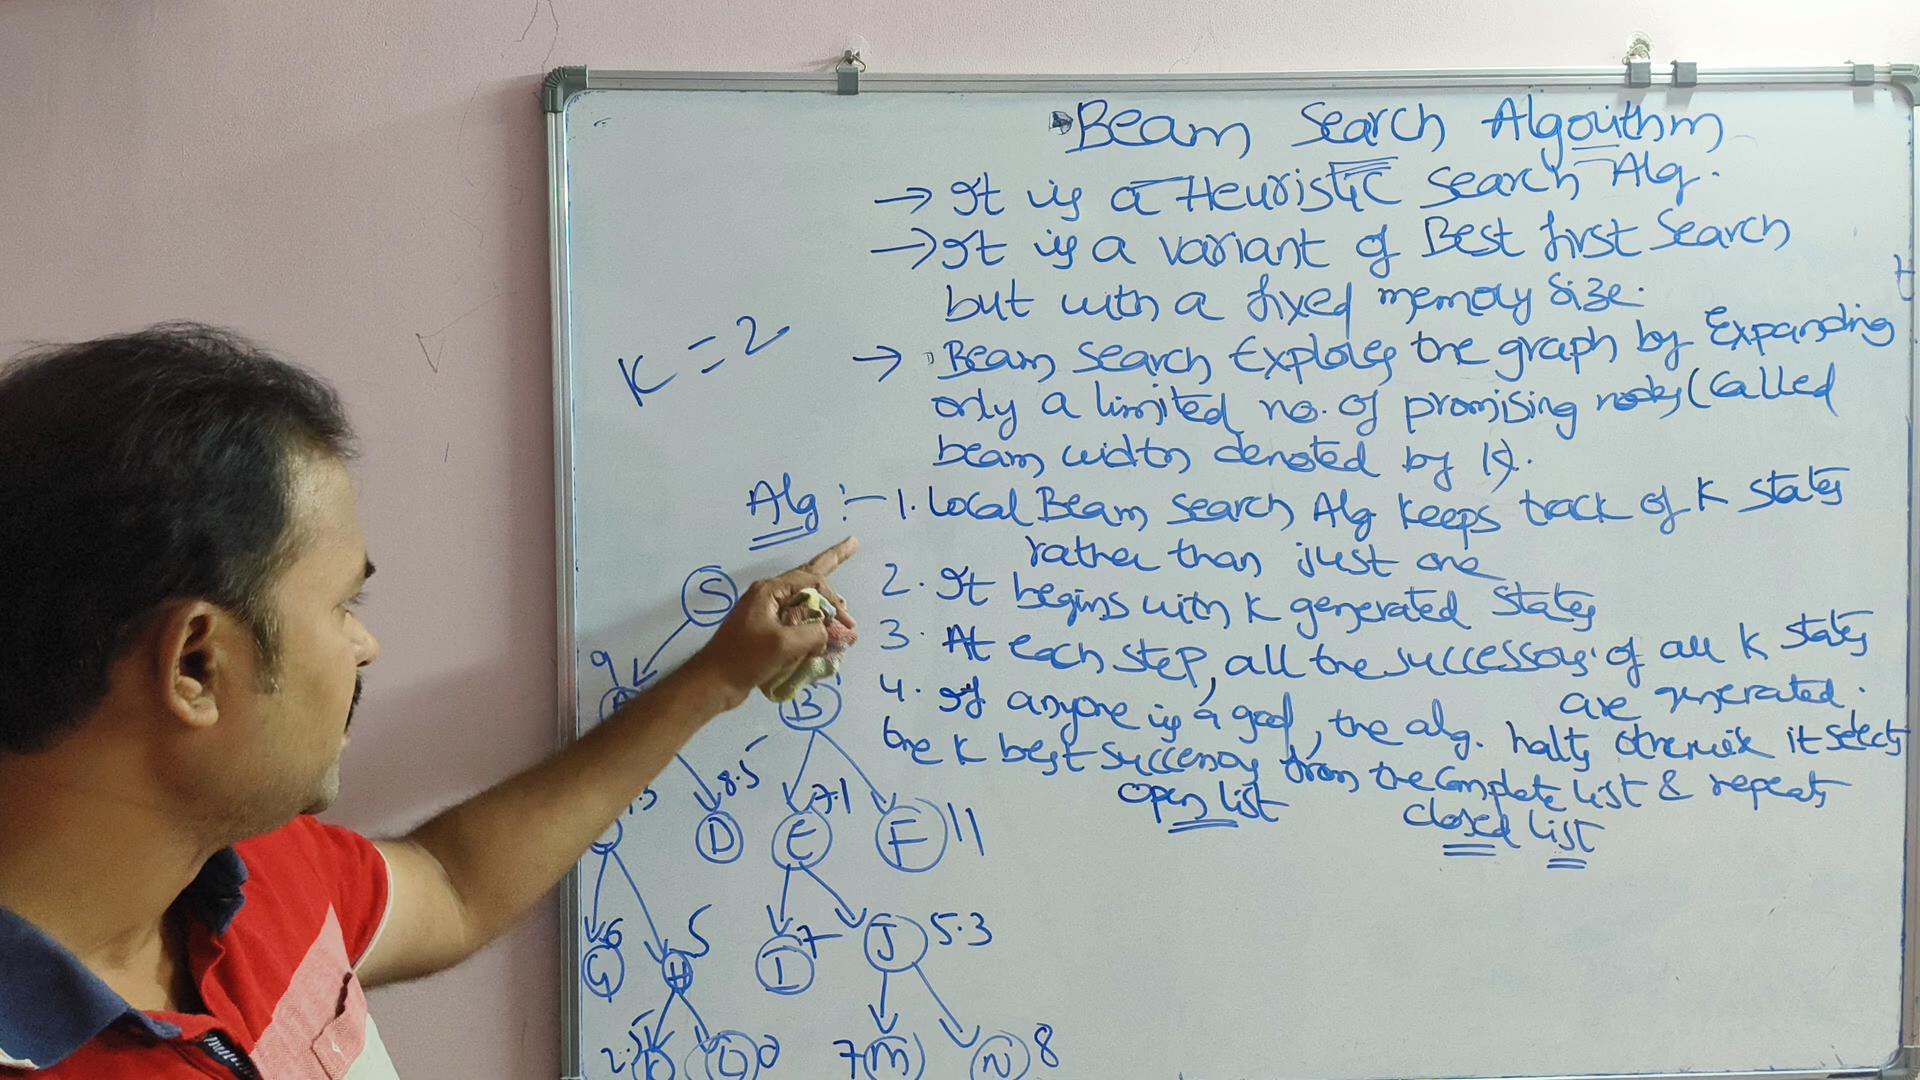 Beam Search Algorithm
→ It is a Heuristic Search Alg.
→ It is a variant of Best first Search
but with a fixed memory size.
→ Beam Search Explores the graph by Expanding
only a limited no. of promising nodes (called
beam width denoted by K).
K = 2
Alg :- 1. Local Beam Search Alg keeps track of K states
rather than just one
2. It begins with K generated states
3. At each step, all the successors of all K states
are generated.
4. If anyone is a goal, the alg. halts otherwise it selects
the K best successors from the complete list & repeats
open list
closed list
S
9
A
B
8.5
7.1
D
E
F 11
6
5
7
G
H
I
J 5.3
0
7 M
N 8